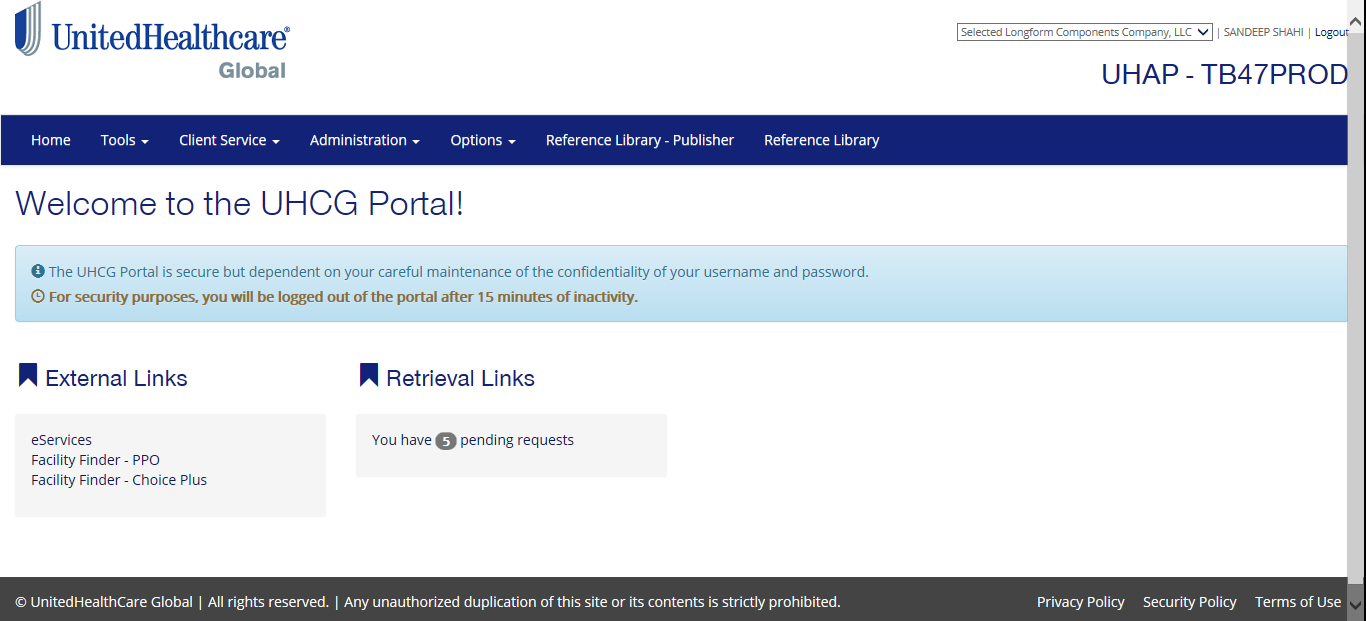 UnitedHealthcare®
Global
Selected Longform Components Company, LLC | SANDEEP SHAHI | Logout
UHAP - TB47PROD
Home Tools Client Service Administration Options Reference Library - Publisher Reference Library
Welcome to the UHCG Portal!
The UHCG Portal is secure but dependent on your careful maintenance of the confidentiality of your username and password.
For security purposes, you will be logged out of the portal after 15 minutes of inactivity.
External Links
Retrieval Links
eServices
Facility Finder - PPO
Facility Finder - Choice Plus
You have 5 pending requests
© UnitedHealthCare Global | All rights reserved. | Any unauthorized duplication of this site or its contents is strictly prohibited.
Privacy Policy Security Policy Terms of Use